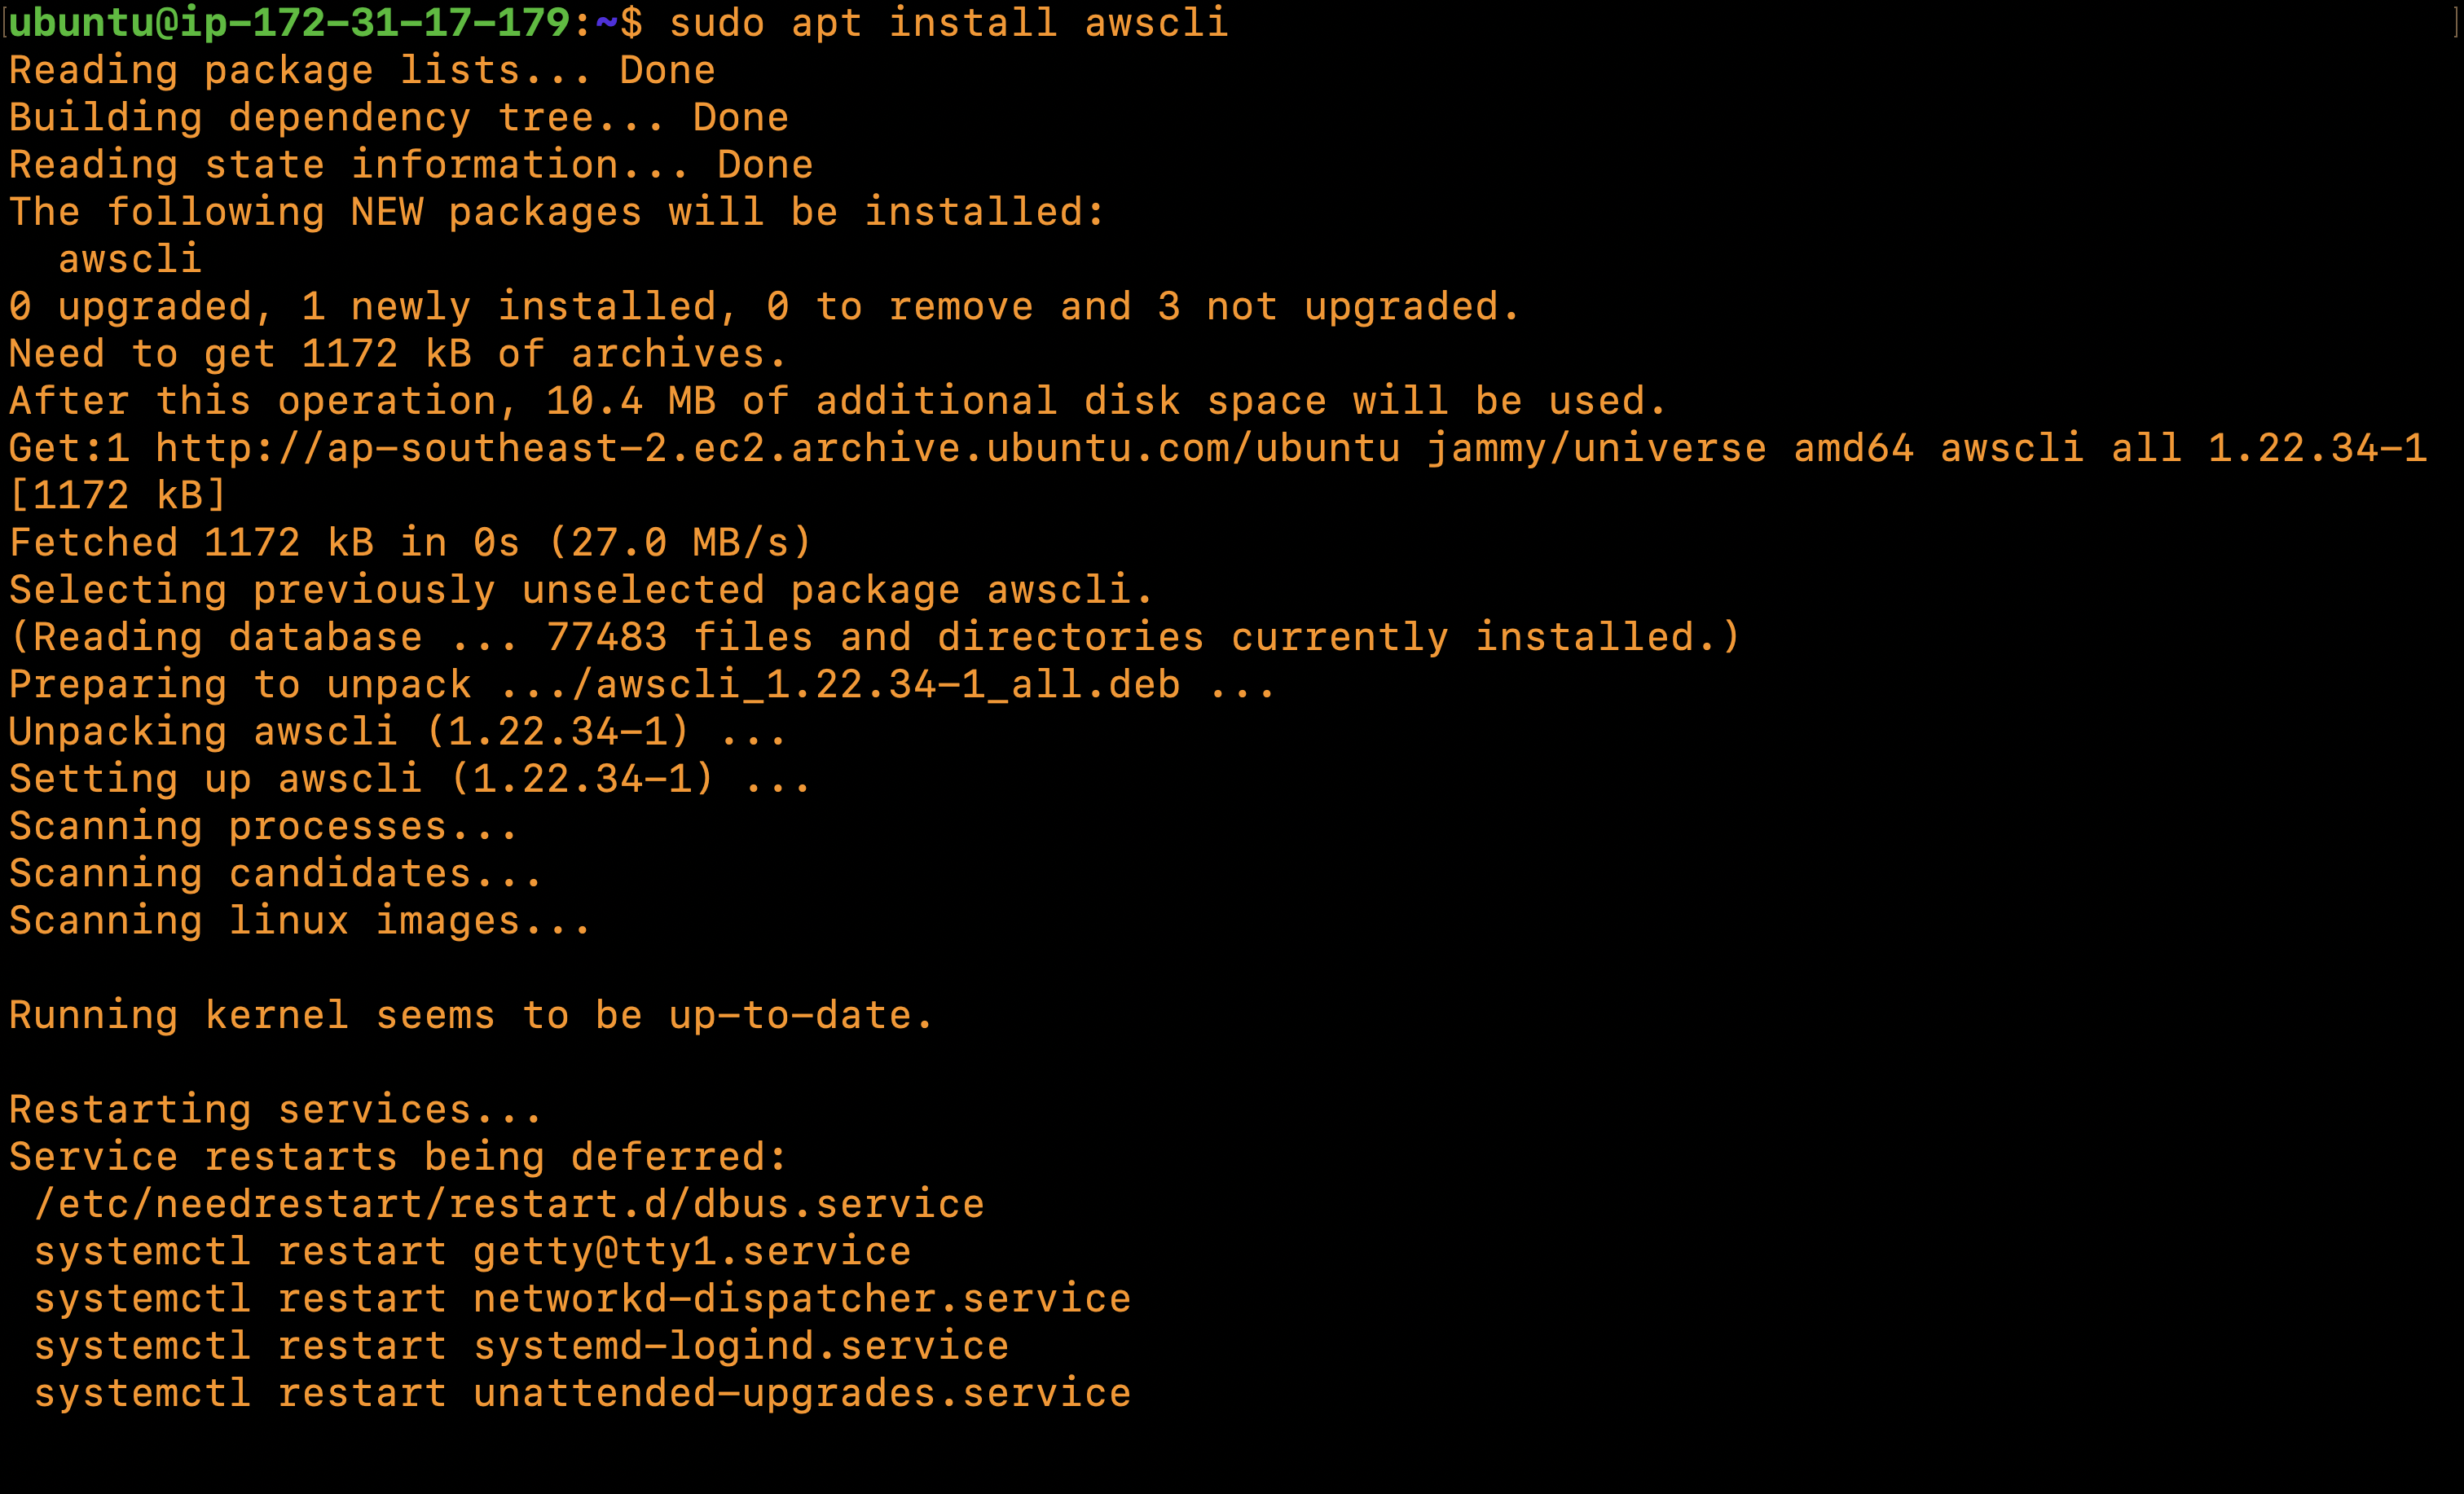 ubuntu@ip-172-31-17-179:~$ sudo apt install awscli
Reading package lists... Done
Building dependency tree... Done
Reading state information... Done
The following NEW packages will be installed:
  awscli
0 upgraded, 1 newly installed, 0 to remove and 3 not upgraded.
Need to get 1172 kB of archives.
After this operation, 10.4 MB of additional disk space will be used.
Get:1 http://ap-southeast-2.ec2.archive.ubuntu.com/ubuntu jammy/universe amd64 awscli all 1.22.34-1
[1172 kB]
Fetched 1172 kB in 0s (27.0 MB/s)
Selecting previously unselected package awscli.
(Reading database ... 77483 files and directories currently installed.)
Preparing to unpack .../awscli_1.22.34-1_all.deb ...
Unpacking awscli (1.22.34-1) ...
Setting up awscli (1.22.34-1) ...
Scanning processes...
Scanning candidates...
Scanning linux images...

Running kernel seems to be up-to-date.

Restarting services...
Service restarts being deferred:
 /etc/needrestart/restart.d/dbus.service
 systemctl restart getty@tty1.service
 systemctl restart networkd-dispatcher.service
 systemctl restart systemd-logind.service
 systemctl restart unattended-upgrades.service